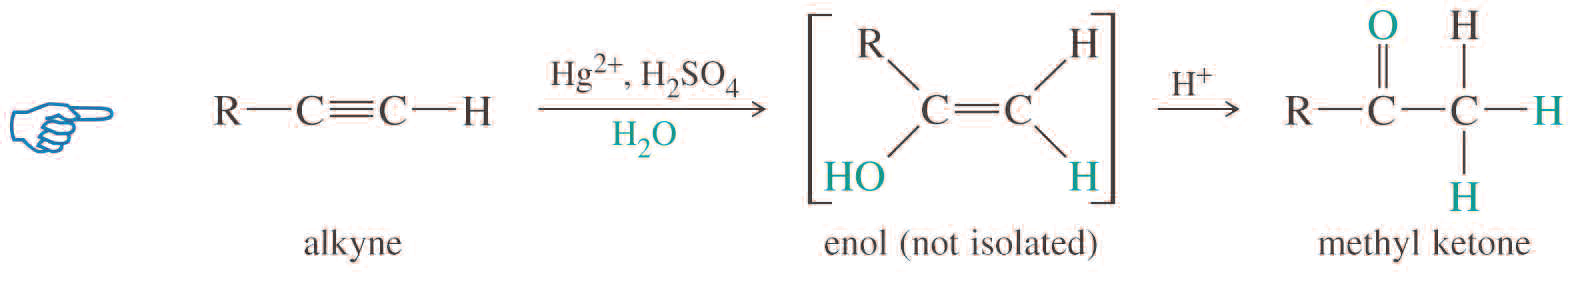 R—C≡C—H
Hg²⁺, H₂SO₄
H₂O
R H
C=C
HO H
H⁺
O H
R—C—C—H
H
alkyne
enol (not isolated)
methyl ketone